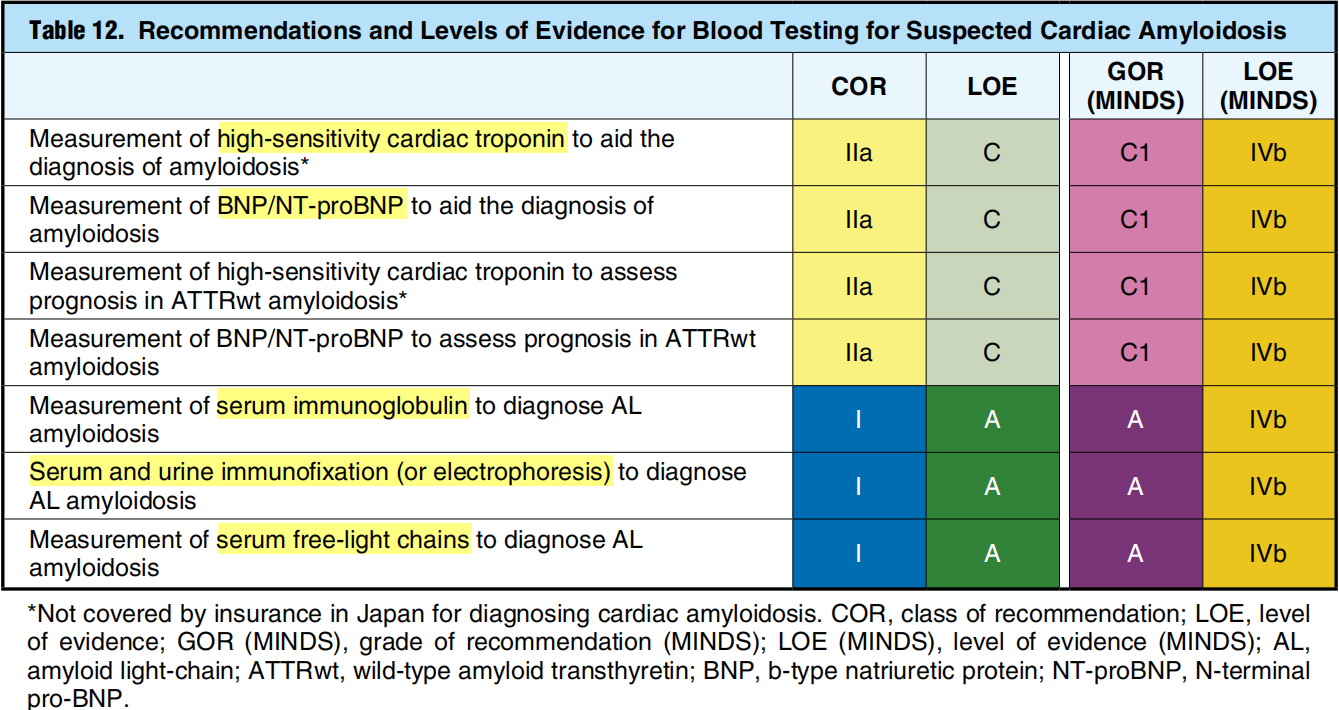 Table 12. Recommendations and Levels of Evidence for Blood Testing for Suspected Cardiac Amyloidosis
COR LOE GOR (MINDS) LOE (MINDS)
Measurement of high-sensitivity cardiac troponin to aid the
diagnosis of amyloidosis*
IIa C C1 IVb
Measurement of BNP/NT-proBNP to aid the diagnosis of
amyloidosis
IIa C C1 IVb
Measurement of high-sensitivity cardiac troponin to assess
prognosis in ATTRwt amyloidosis*
IIa C C1 IVb
Measurement of BNP/NT-proBNP to assess prognosis in ATTRwt
amyloidosis
IIa C C1 IVb
Measurement of serum immunoglobulin to diagnose AL
amyloidosis
I A A IVb
Serum and urine immunofixation (or electrophoresis) to diagnose
AL amyloidosis
I A A IVb
Measurement of serum free-light chains to diagnose AL
amyloidosis
I A A IVb
*Not covered by insurance in Japan for diagnosing cardiac amyloidosis. COR, class of recommendation; LOE, level
of evidence; GOR (MINDS), grade of recommendation (MINDS); LOE (MINDS), level of evidence (MINDS); AL,
amyloid light-chain; ATTRwt, wild-type amyloid transthyretin; BNP, b-type natriuretic protein; NT-proBNP, N-terminal
pro-BNP.